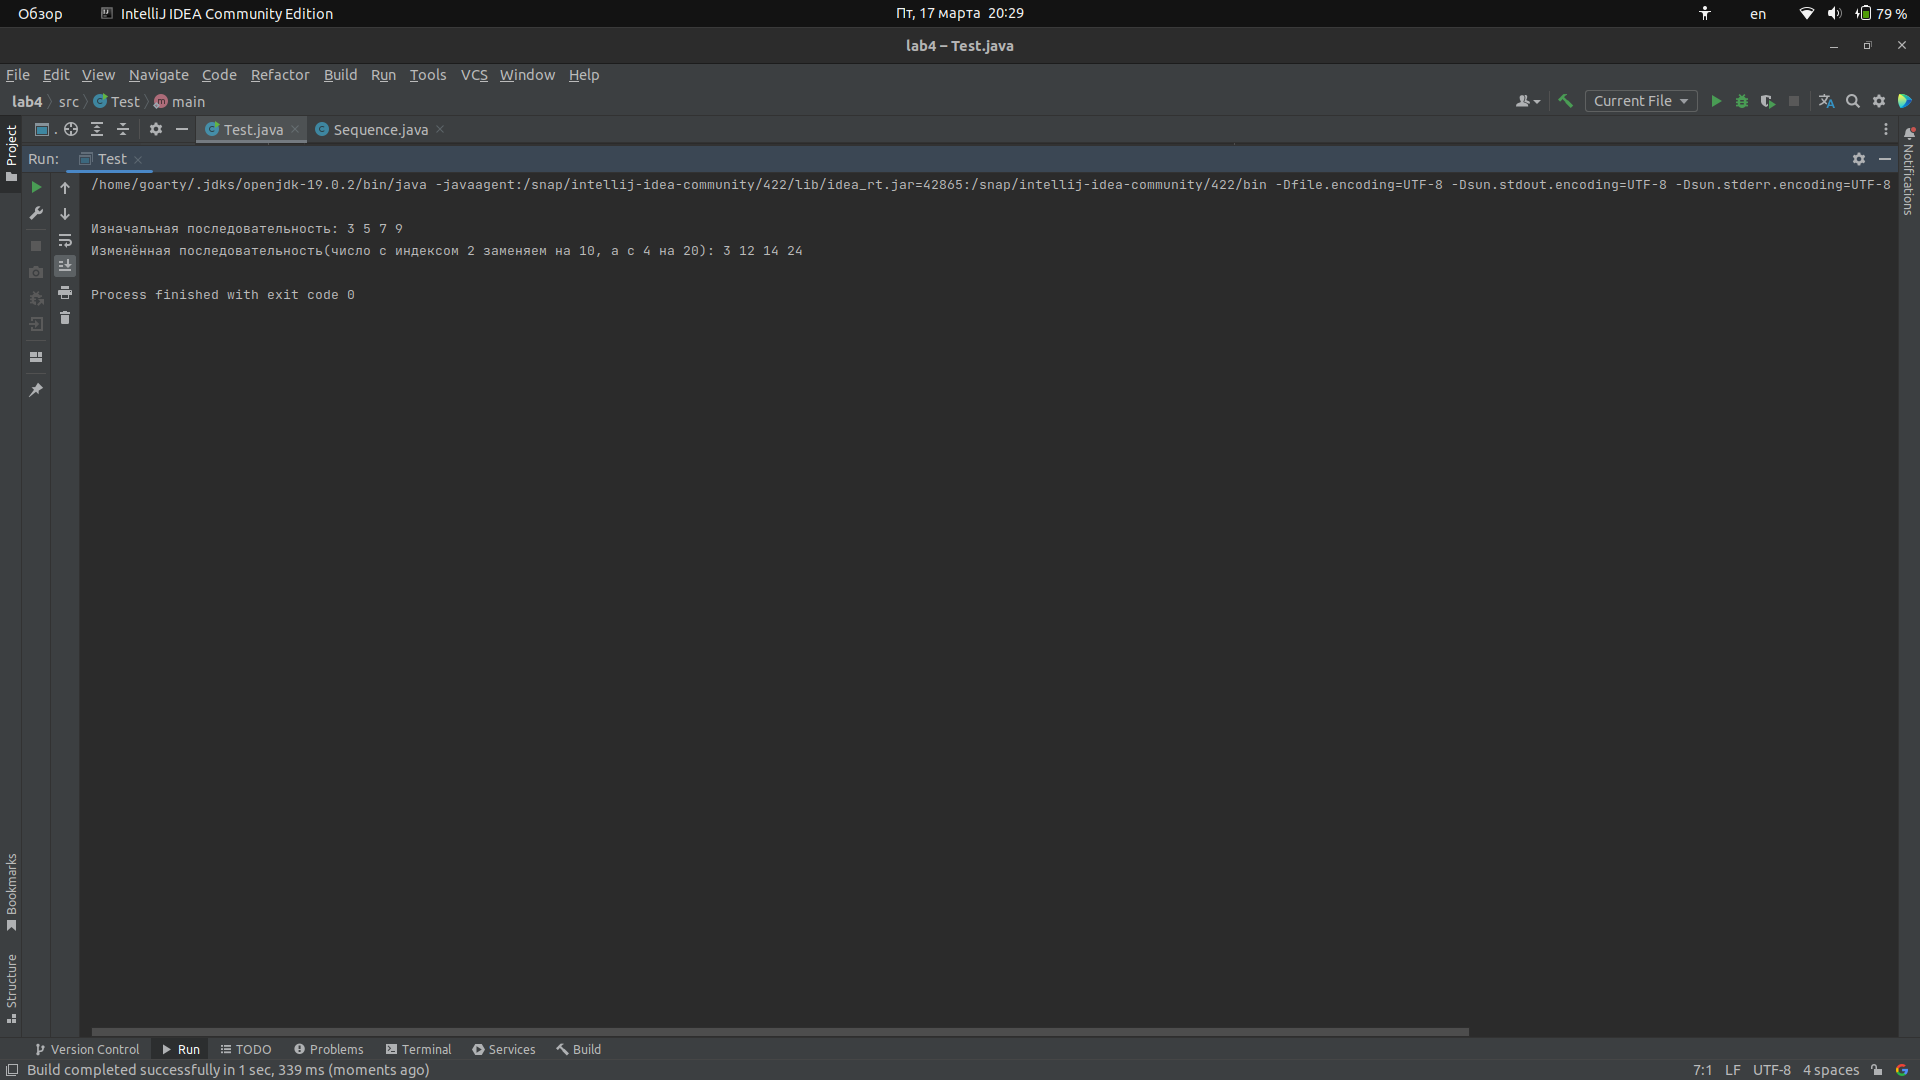 Обзор IntelliJ IDEA Community Edition Пт, 17 марта 20:29 en 79 %
lab4 – Test.java
File Edit View Navigate Code Refactor Build Run Tools VCS Window Help
lab4 src Test main Current File
Project Test.java Sequence.java
Run: Test
Notifications
/home/goarty/.jdks/openjdk-19.0.2/bin/java -javaagent:/snap/intellij-idea-community/422/lib/idea_rt.jar=42865:/snap/intellij-idea-community/422/bin -Dfile.encoding=UTF-8 -Dsun.stdout.encoding=UTF-8 -Dsun.stderr.encoding=UTF-8
Изначальная последовательность: 3 5 7 9
Изменённая последовательность(число с индексом 2 заменяем на 10, а с 4 на 20): 3 12 14 24
Process finished with exit code 0
Bookmarks
Structure
Version Control Run TODO Problems Terminal Services Build
Build completed successfully in 1 sec, 339 ms (moments ago) 7:1 LF UTF-8 4 spaces